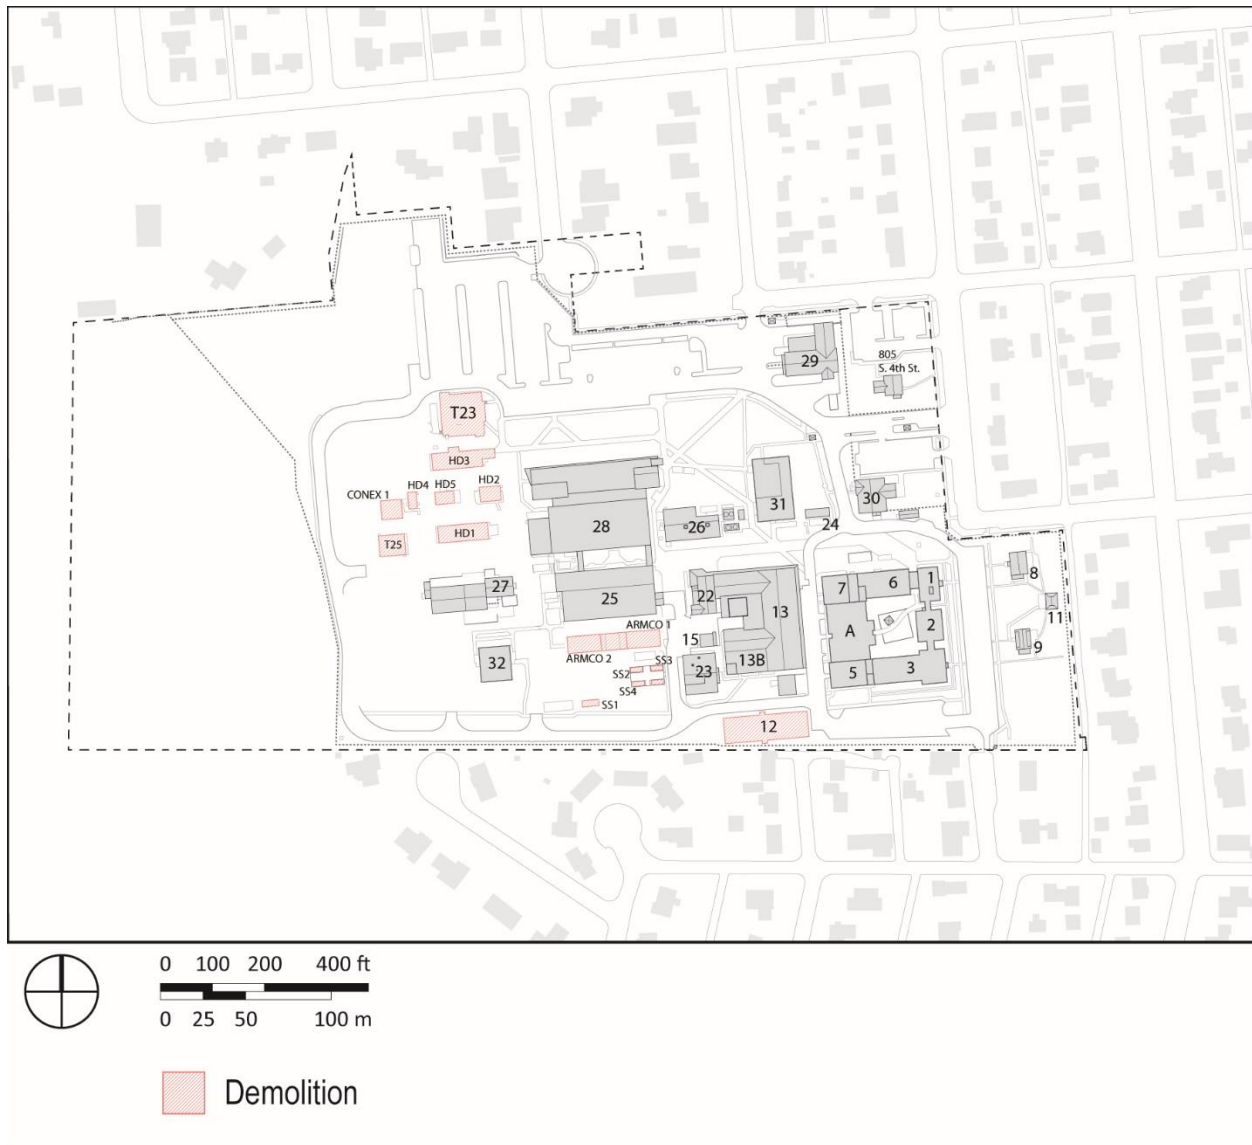 29
805
S. 4th St.
T23
HD3
CONEX 1
HD4
HD5
HD2
31
28
26
24
30
T25
HD1
27
25
22
13
7
6
1
8
11
A
2
9
ARMCO 1
15
ARMCO 2
32
SS3
SS2
SS4
23
13B
5
3
SS1
12
0 100 200 400 ft
0 25 50 100 m
Demolition